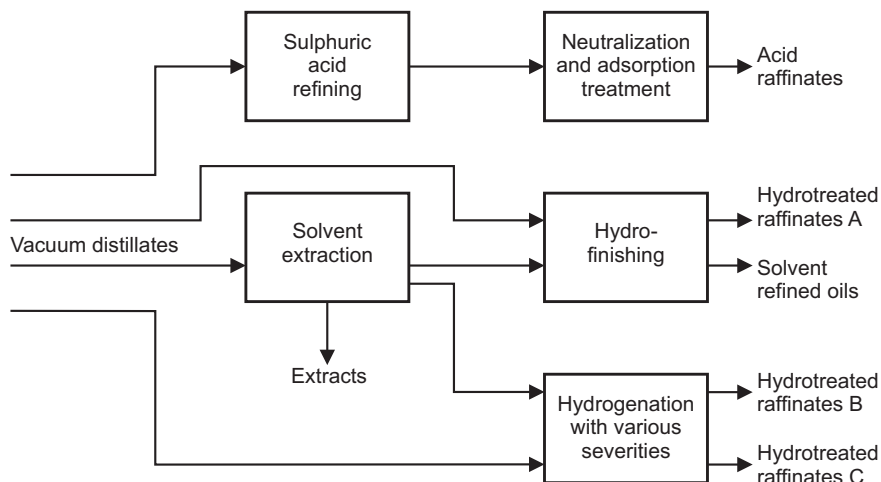 Sulphuric
acid
refining
Neutralization
and adsorption
treatment
Acid
raffinates
Vacuum distillates
Solvent
extraction
Hydro-
finishing
Hydrotreated
raffinates A
Solvent
refined oils
Extracts
Hydrogenation
with various
severities
Hydrotreated
raffinates B
Hydrotreated
raffinates C